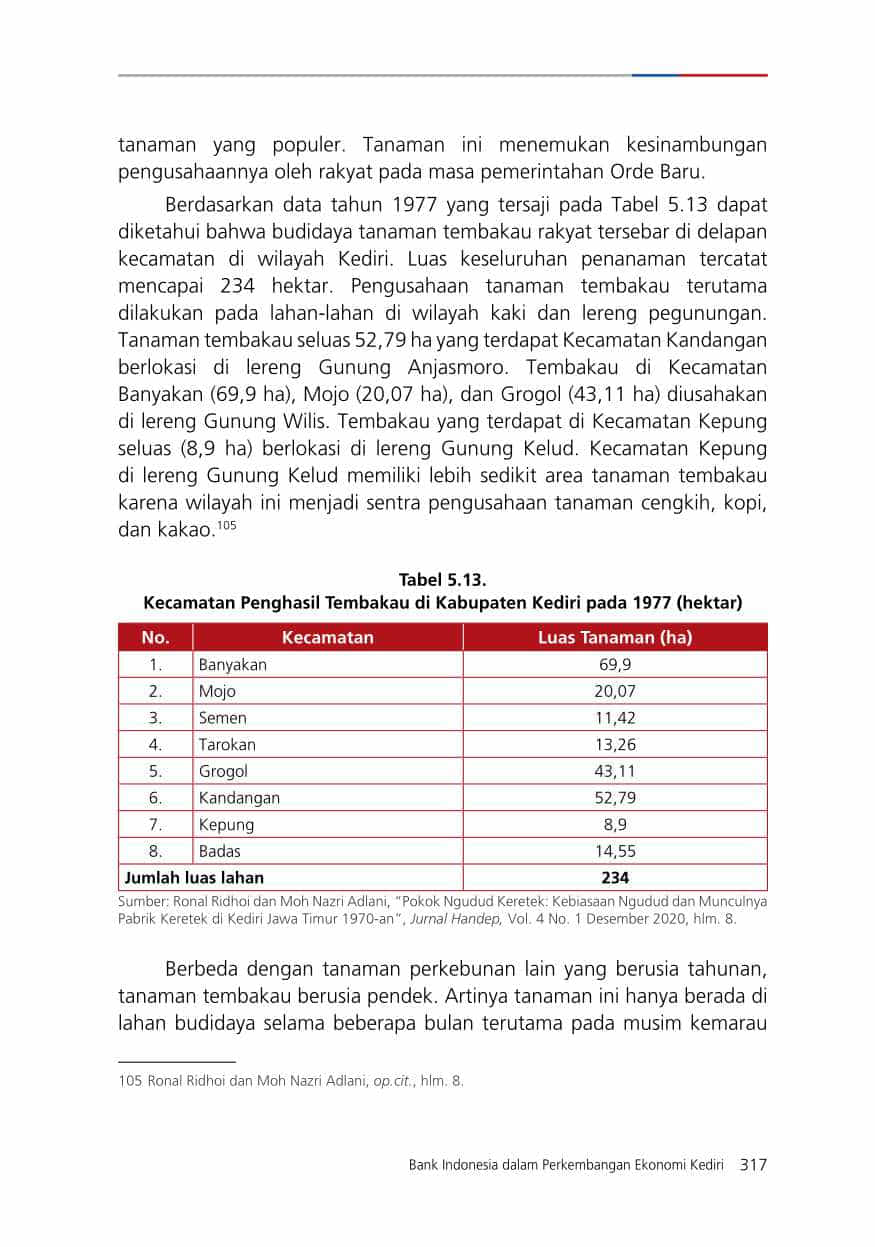 tanaman yang populer. Tanaman ini menemukan kesinambungan
pengusahaannya oleh rakyat pada masa pemerintahan Orde Baru.
Berdasarkan data tahun 1977 yang tersaji pada Tabel 5.13 dapat
diketahui bahwa budidaya tanaman tembakau rakyat tersebar di delapan
kecamatan di wilayah Kediri. Luas keseluruhan penanaman tercatat
mencapai 234 hektar. Pengusahaan tanaman tembakau terutama
dilakukan pada lahan-lahan di wilayah kaki dan lereng pegunungan.
Tanaman tembakau seluas 52,79 ha yang terdapat Kecamatan Kandangan
berlokasi di lereng Gunung Anjasmoro. Tembakau di Kecamatan
Banyakan (69,9 ha), Mojo (20,07 ha), dan Grogol (43,11 ha) diusahakan
di lereng Gunung Wilis. Tembakau yang terdapat di Kecamatan Kepung
seluas (8,9 ha) berlokasi di lereng Gunung Kelud. Kecamatan Kepung
di lereng Gunung Kelud memiliki lebih sedikit area tanaman tembakau
karena wilayah ini menjadi sentra pengusahaan tanaman cengkih, kopi,
dan kakao.105
Tabel 5.13.
Kecamatan Penghasil Tembakau di Kabupaten Kediri pada 1977 (hektar)
No. Kecamatan Luas Tanaman (ha)
1. Banyakan 69,9
2. Mojo 20,07
3. Semen 11,42
4. Tarokan 13,26
5. Grogol 43,11
6. Kandangan 52,79
7. Kepung 8,9
8. Badas 14,55
Jumlah luas lahan 234
Sumber: Ronal Ridhoi dan Moh Nazri Adlani, "Pokok Ngudud Keretek: Kebiasaan Ngudud dan Munculnya
Pabrik Keretek di Kediri Jawa Timur 1970-an", Jurnal Handep, Vol. 4 No. 1 Desember 2020, hlm. 8.
Berbeda dengan tanaman perkebunan lain yang berusia tahunan,
tanaman tembakau berusia pendek. Artinya tanaman ini hanya berada di
lahan budidaya selama beberapa bulan terutama pada musim kemarau
105 Ronal Ridhoi dan Moh Nazri Adlani, op.cit., hlm. 8.
Bank Indonesia dalam Perkembangan Ekonomi Kediri 317